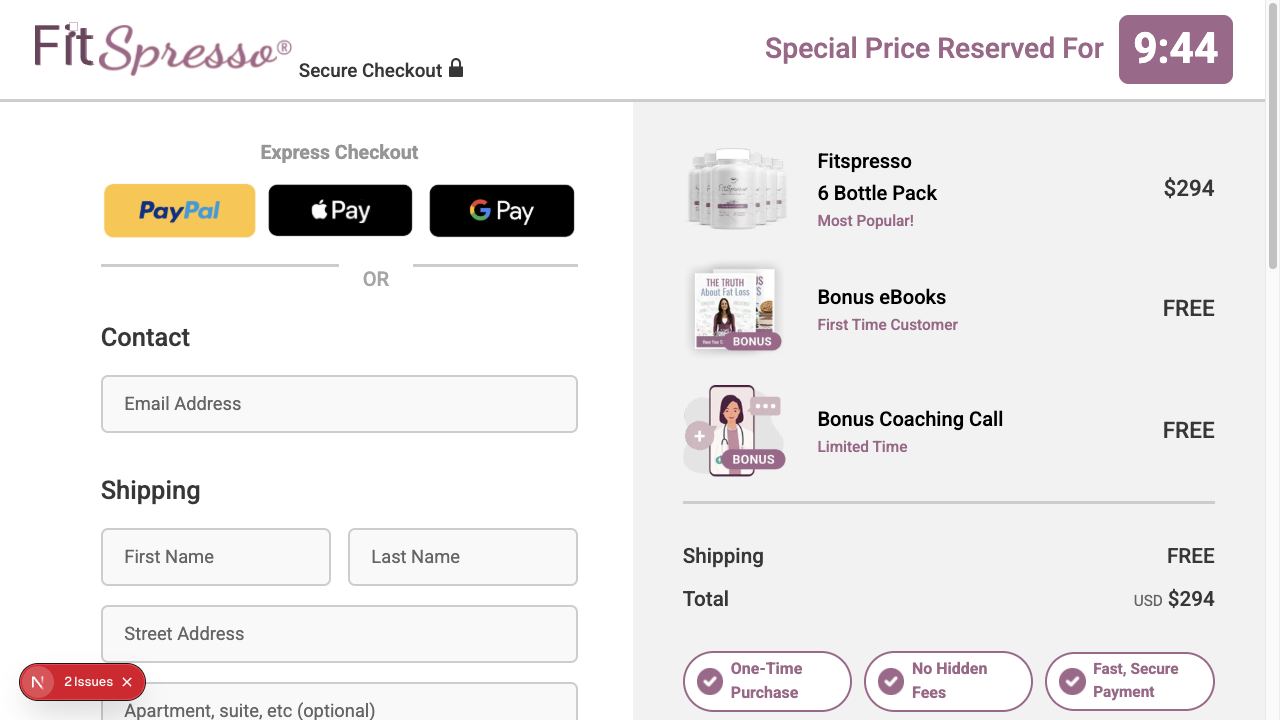 FitSpresso®
Secure Checkout
Special Price Reserved For
9:44
Express Checkout
PayPal
Pay
G Pay
OR
Contact
Email Address
Shipping
First Name
Last Name
Street Address
Apartment, suite, etc (optional)
N 2 Issues
Fitspresso
6 Bottle Pack
Most Popular!
$294
FitSpresso
THE TRUTH
About Fat Loss
BONUS
Bonus eBooks
First Time Customer
FREE
BONUS
Bonus Coaching Call
Limited Time
FREE
Shipping
FREE
Total
USD $294
One-Time
Purchase
No Hidden
Fees
Fast, Secure
Payment